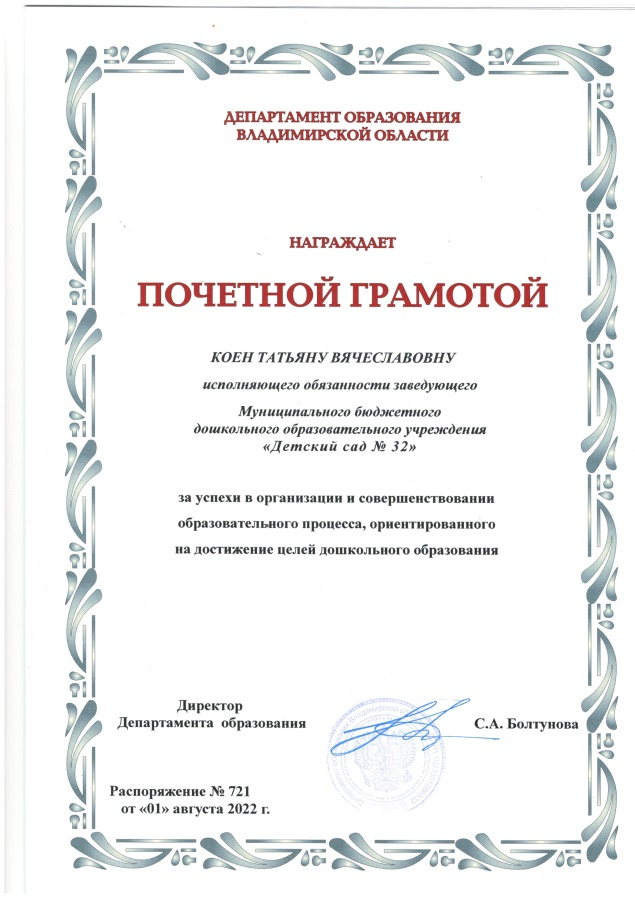 ДЕПАРТАМЕНТ ОБРАЗОВАНИЯ
ВЛАДИМИРСКОЙ ОБЛАСТИ
НАГРАЖДАЕТ
ПОЧЕТНОЙ ГРАМОТОЙ
КОЕН ТАТЬЯНУ ВЯЧЕСЛАВОВНУ
исполняющего обязанности заведующего
Муниципального бюджетного
дошкольного образовательного учреждения
«Детский сад № 32»
за успехи в организации и совершенствовании
образовательного процесса, ориентированного
на достижение целей дошкольного образования
Директор
Департамента образования
С.А. Болтунова
Распоряжение № 721
от «01» августа 2022 г.